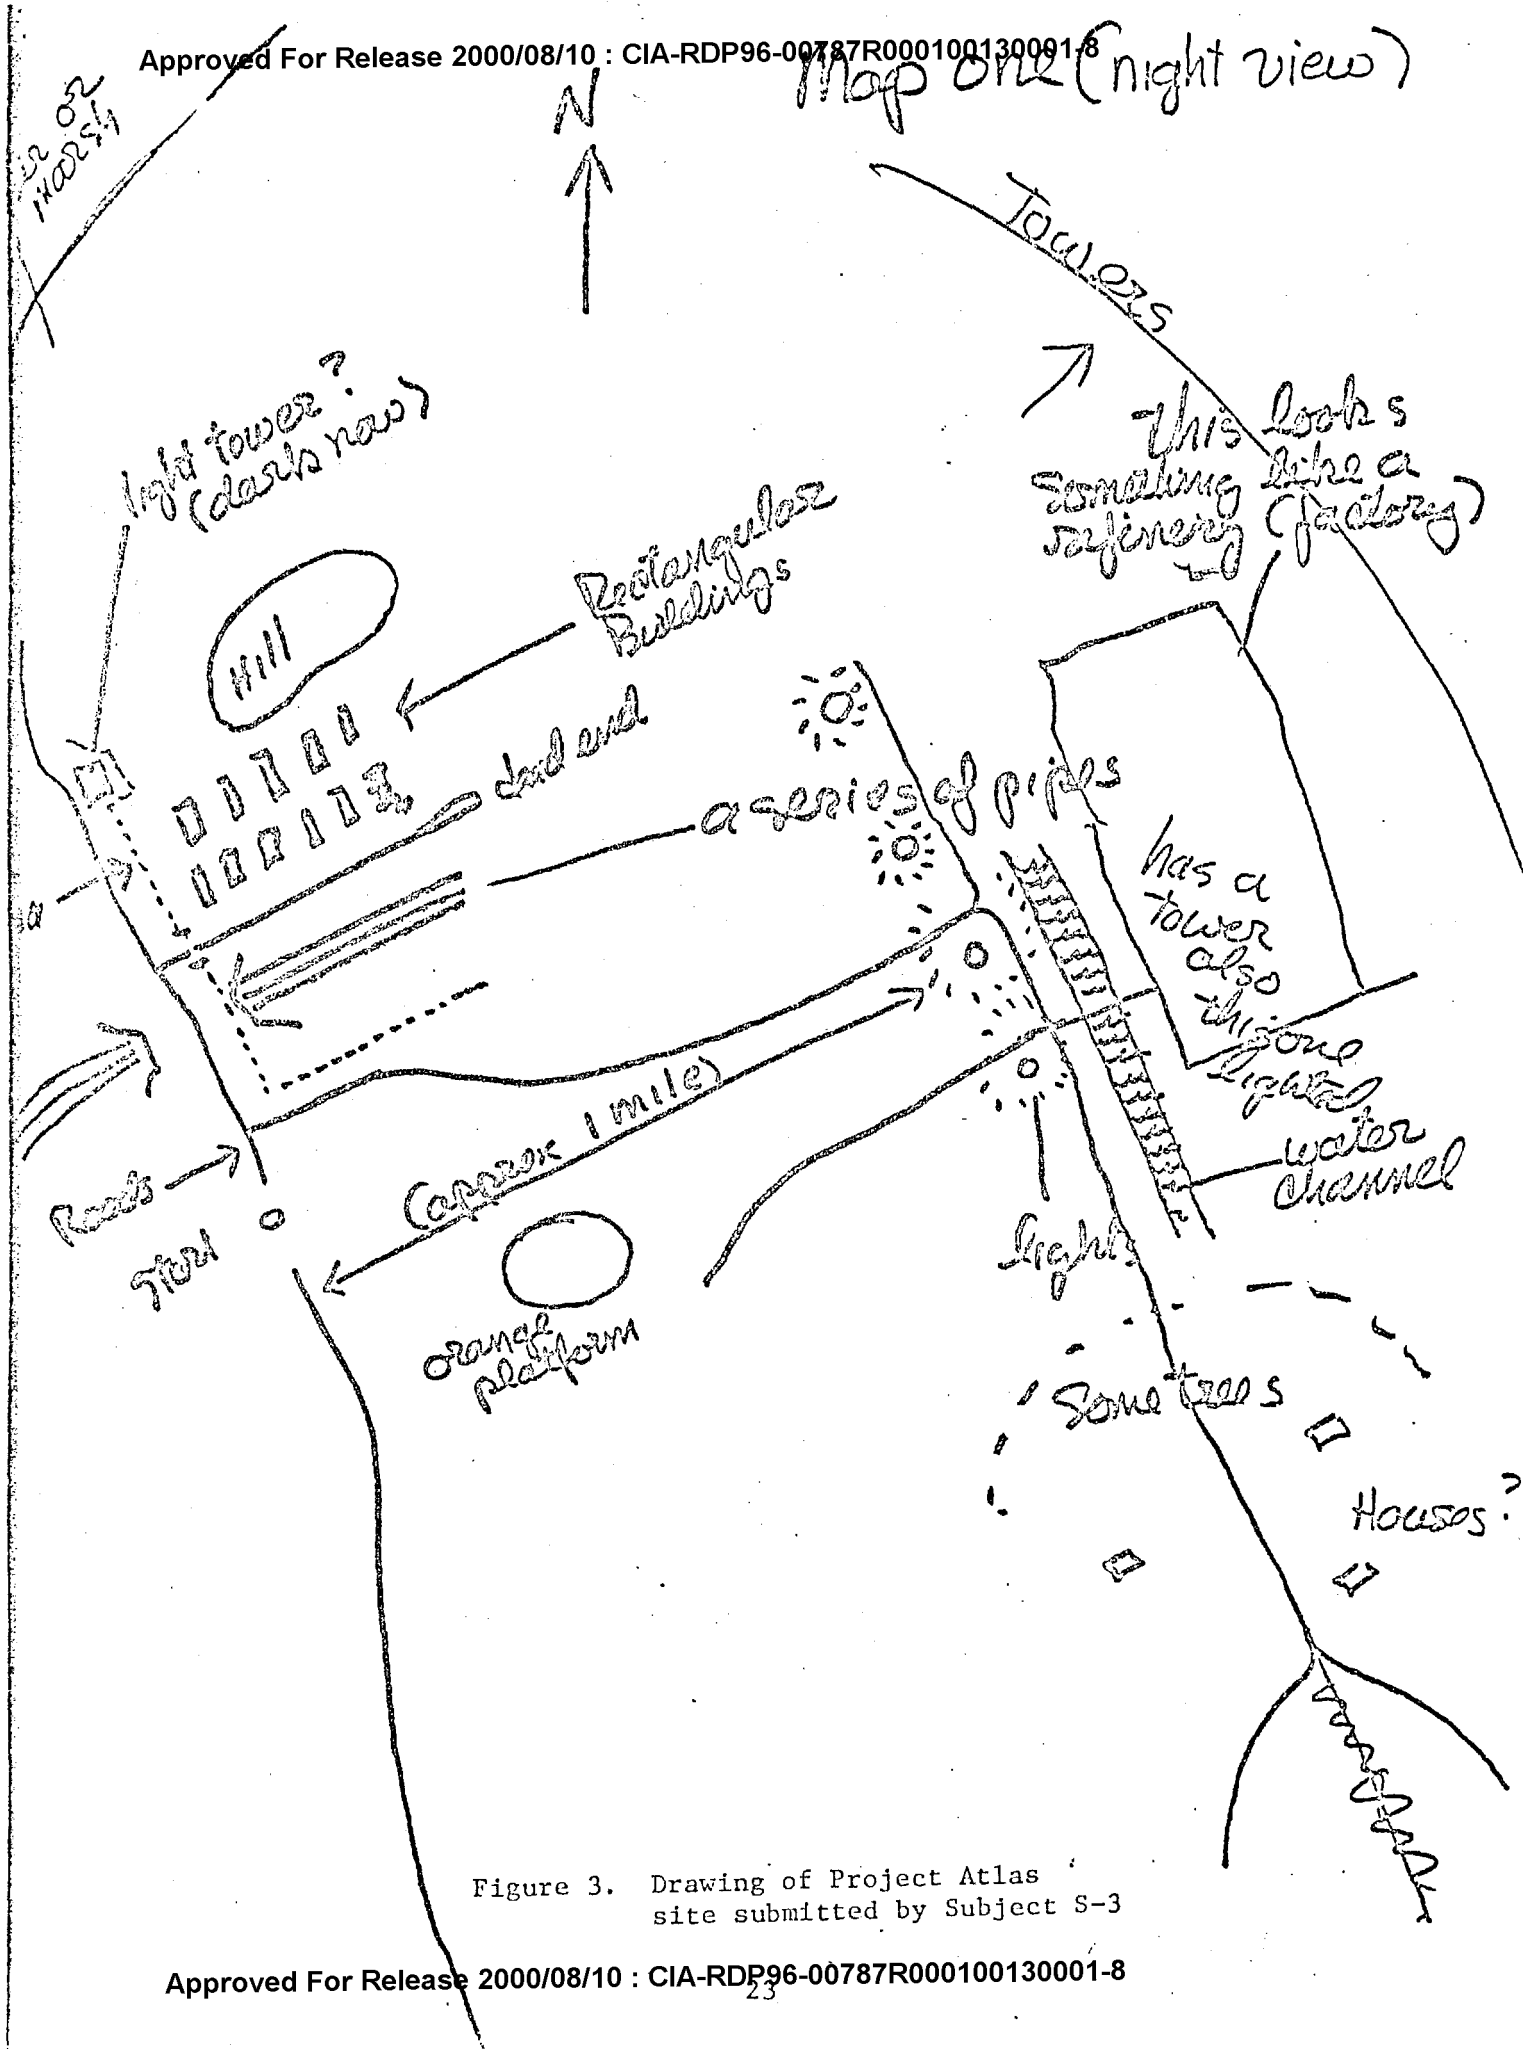 Approved For Release 2000/08/10 : CIA-RDP96-00787R000100130001-8
Map one (night view)
or
N
Towers
light tower?
(dark now)
This looks
something like a
rafinery (factory)
Rectangular
Buildings
Hill
dead end
a series of pipes
has a
tower
also
this one
lighted
(approx 1 mile)
water
channel
Roads
Start
lights
orange
platform
Some trees
Houses?
Figure 3. Drawing of Project Atlas
site submitted by Subject S-3
Approved For Release 2000/08/10 : CIA-RDP96-00787R000100130001-8
23